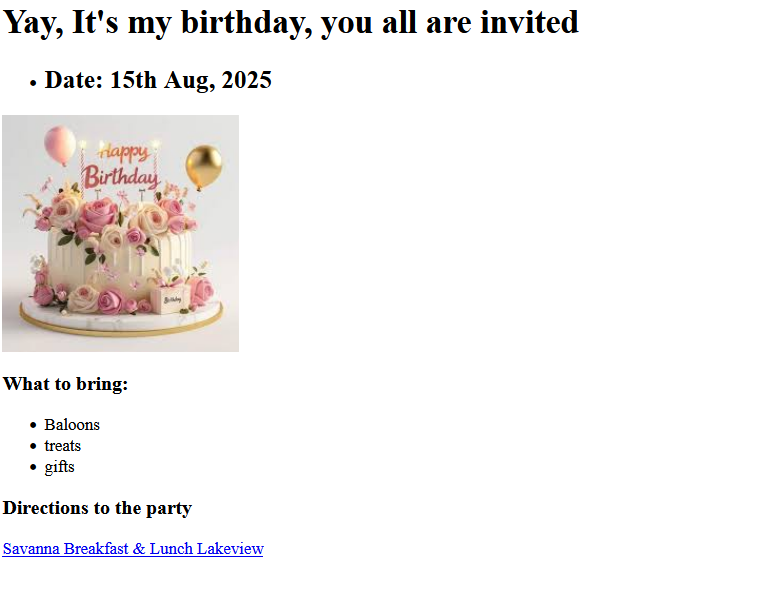 Yay, It's my birthday, you all are invited
Date: 15th Aug, 2025
Happy
Birthday
Birthday
What to bring:
Baloons
treats
gifts
Directions to the party
Savanna Breakfast & Lunch Lakeview